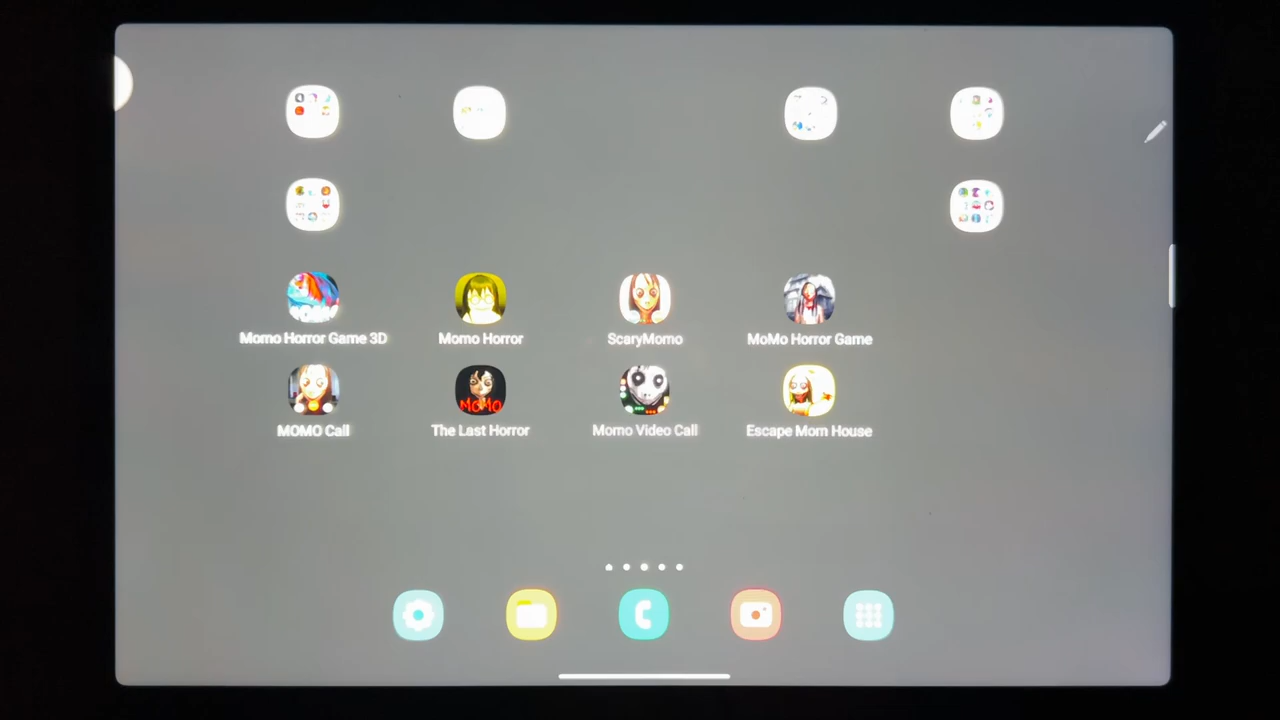 Momo Horror Game 3D
Momo Horror
ScaryMomo
MoMo Horror Game
MOMO Call
The Last Horror
MOMO
Momo Video Call
Escape Mom House